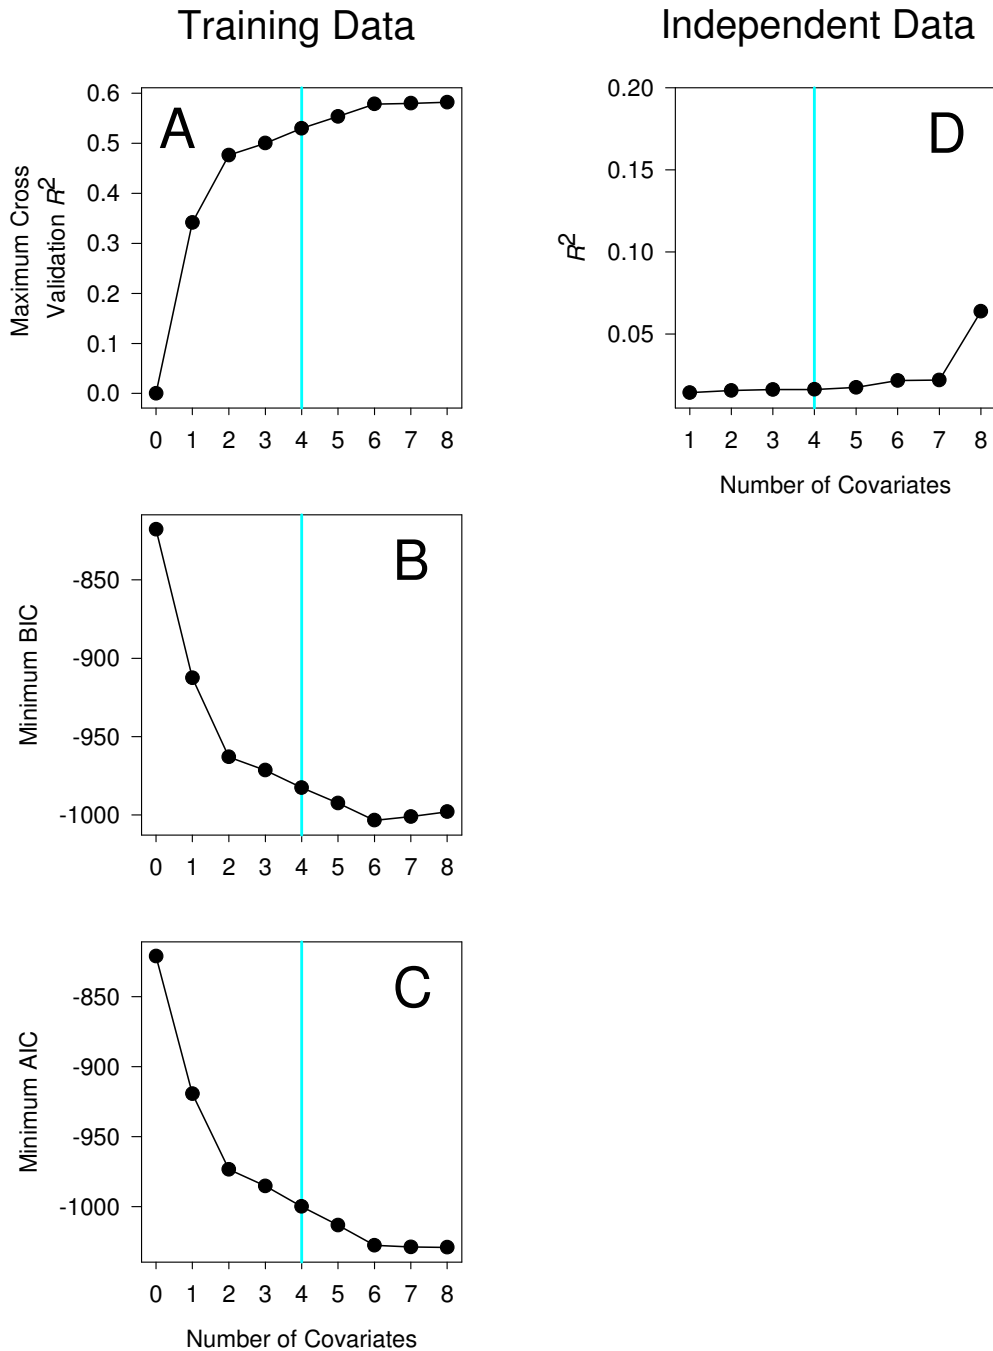 Training Data
Independent Data
A
Maximum Cross
Validation R2
0.6
0.5
0.4
0.3
0.2
0.1
0.0
0 1 2 3 4 5 6 7 8
D
R2
0.20
0.15
0.10
0.05
1 2 3 4 5 6 7 8
Number of Covariates
B
Minimum BIC
-850
-900
-950
-1000
0 1 2 3 4 5 6 7 8
C
Minimum AIC
-850
-900
-950
-1000
0 1 2 3 4 5 6 7 8
Number of Covariates